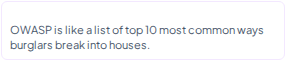 OWASP is like a list of top 10 most common ways
burglars break into houses.